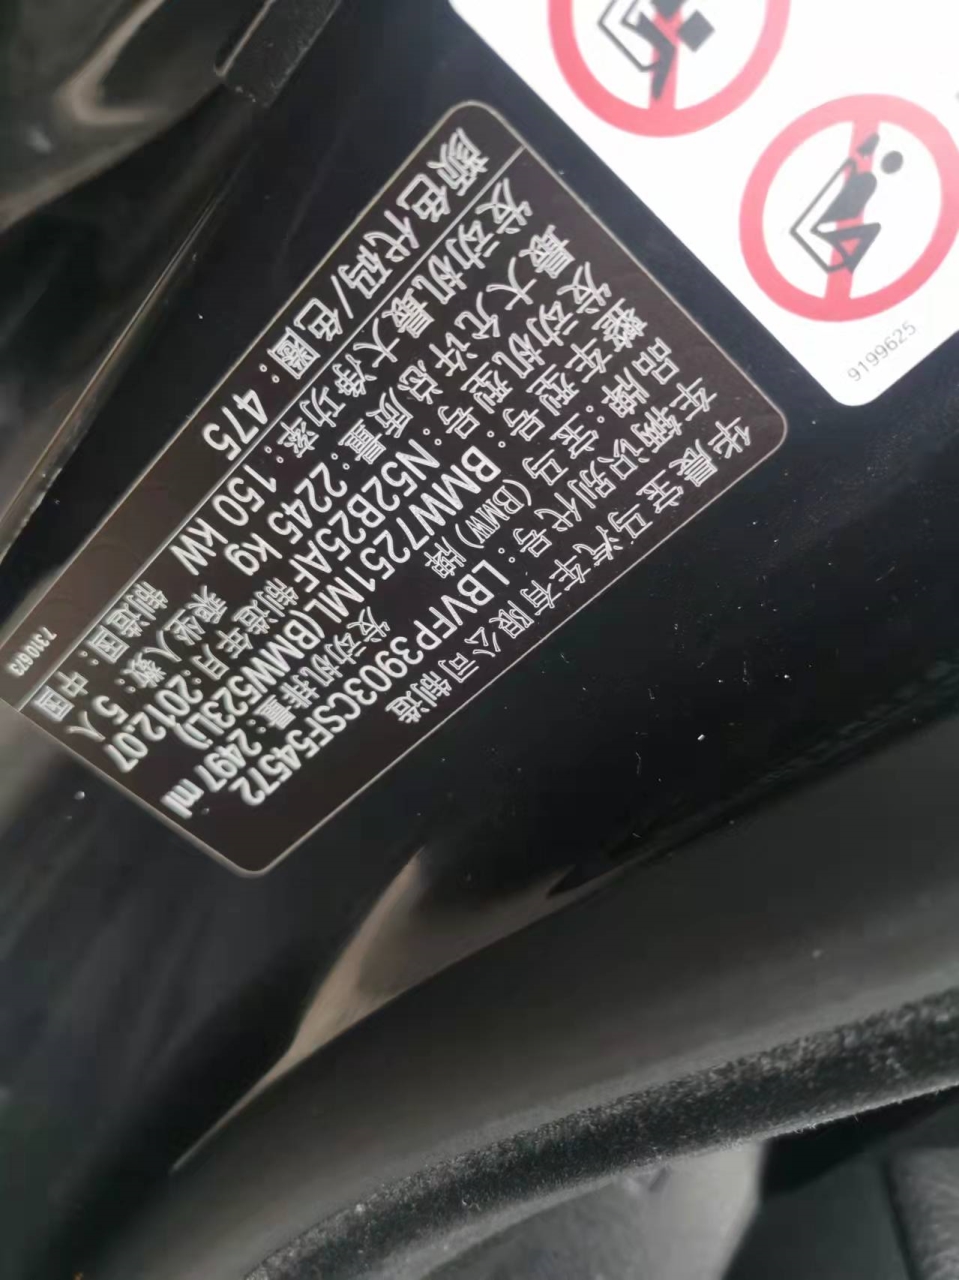 华晨宝马汽车有限公司制造
车辆识别代号: LBVFP3903CSF54572
品牌: 宝马(BMW)牌
整车型号: BMW7251ML(BMW523Li)
发动机型号: N52B25AF 发动机排量: 2497 ml
最大允许总质量: 2245 kg 制造年月: 2012.07
发动机最大净功率: 150 kW 乘坐人数: 5 人
制造国: 中国
颜色代码/色圖: 475
9199625